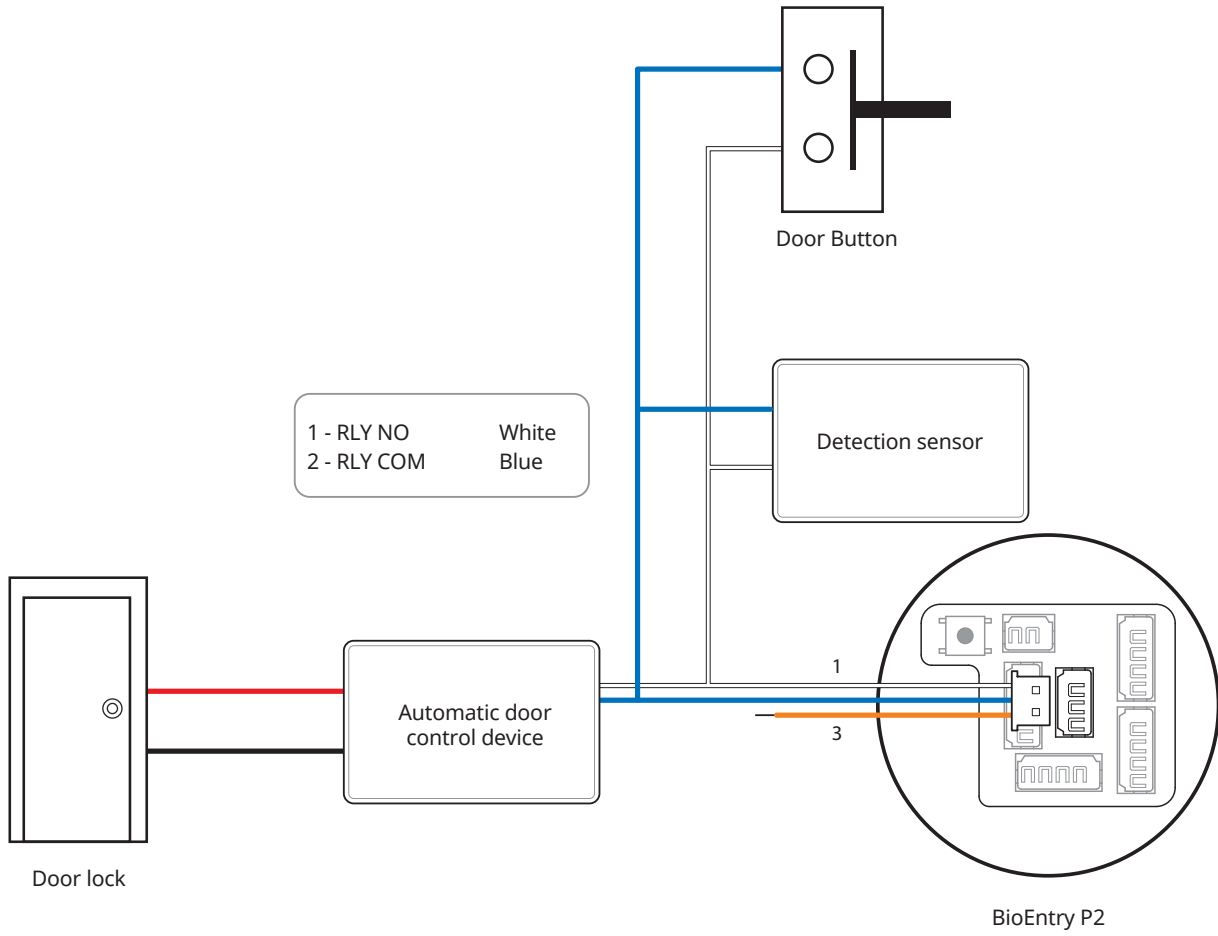 Door Button
Detection sensor
1 - RLY NO White
2 - RLY COM Blue
1
3
Automatic door
control device
Door lock
BioEntry P2